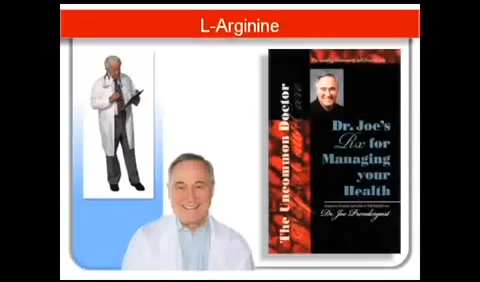 L-Arginine
The Uncommon Doctor
Dr. Joe's
Rx for
Managing
your
Health
Dr. Joe Prendergast